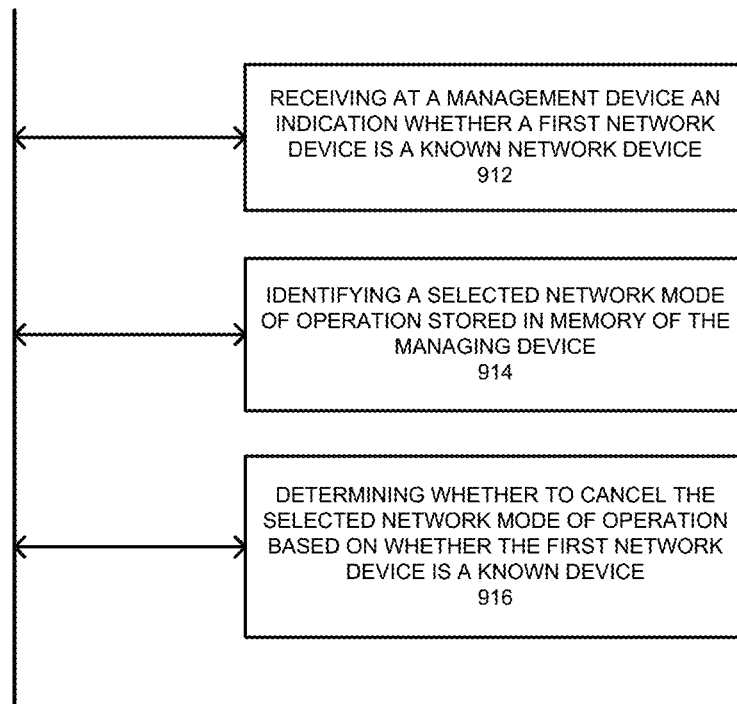 RECEIVING AT A MANAGEMENT DEVICE AN
INDICATION WHETHER A FIRST NETWORK
DEVICE IS A KNOWN NETWORK DEVICE
912
IDENTIFYING A SELECTED NETWORK MODE
OF OPERATION STORED IN MEMORY OF THE
MANAGING DEVICE
914
DETERMINING WHETHER TO CANCEL THE
SELECTED NETWORK MODE OF OPERATION
BASED ON WHETHER THE FIRST NETWORK
DEVICE IS A KNOWN DEVICE
916